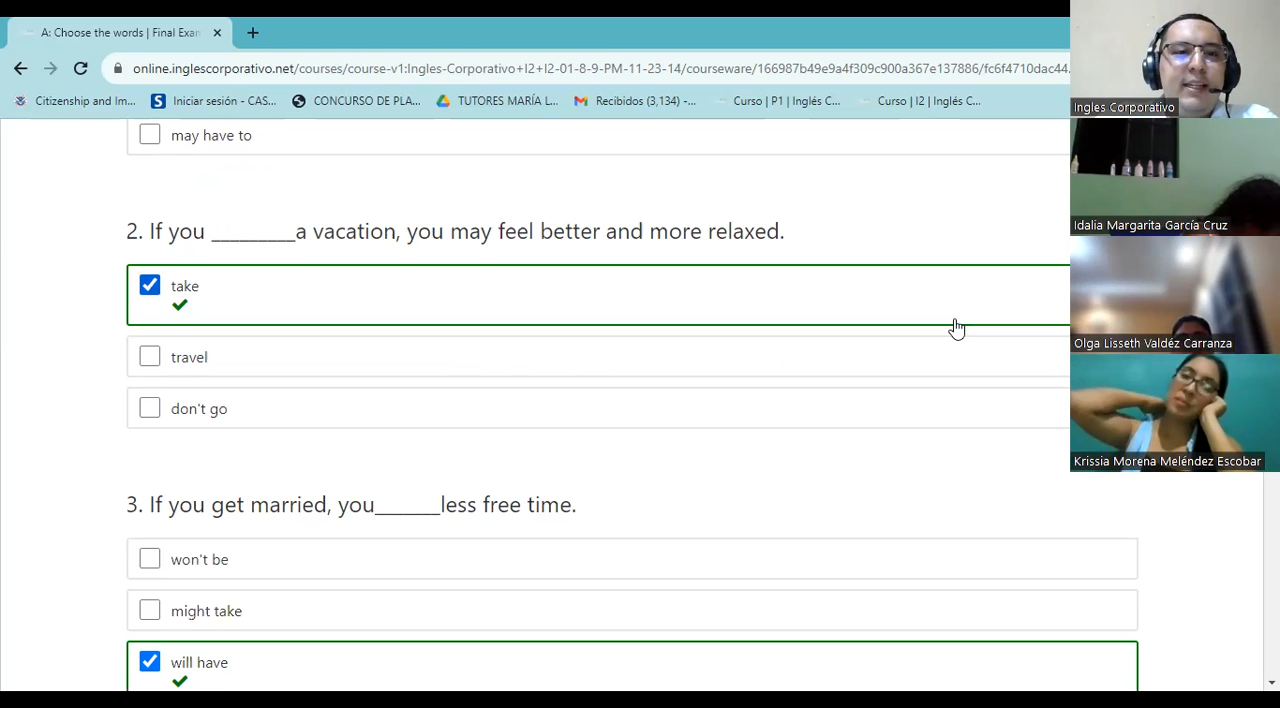 A: Choose the words | Final Exan
online.inglescorporativo.net/courses/course-v1:Ingles-Corporativo+I2+I2-01-8-9-PM-11-23-14/courseware/166987b49e9a4f309c900a367e137886/fc6f4710dac44.
Citizenship and Im...
Iniciar sesión - CAS...
CONCURSO DE PLA...
TUTORES MARÍA L...
Recibidos (3,134) -...
Curso | P1 | Inglés C...
Curso | I2 | Inglés C...
Ingles Corporativo
may have to
2. If you _________a vacation, you may feel better and more relaxed.
Idalia Margarita García Cruz
take
Olga Lisseth Valdéz Carranza
travel
don't go
Krissia Morena Meléndez Escobar
3. If you get married, you_______less free time.
won't be
might take
will have